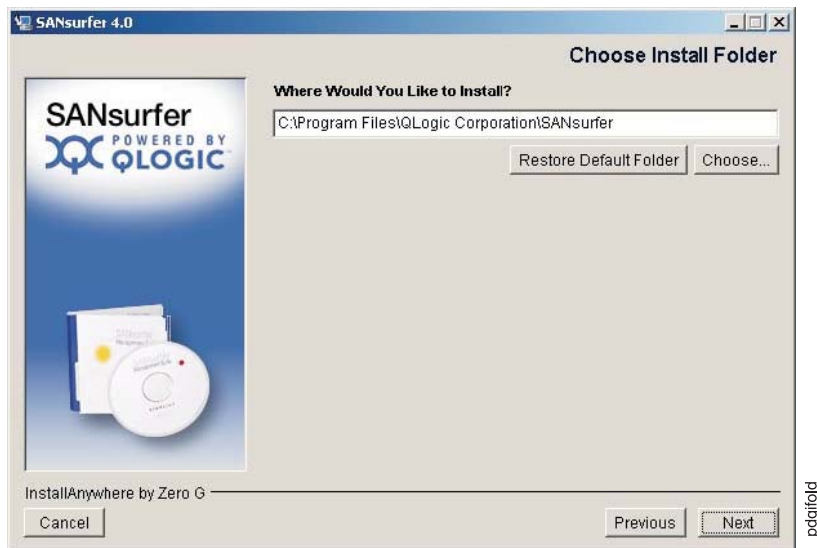 SANsurfer 4.0
Choose Install Folder
SANsurfer
POWERED BY
QLOGIC
Where Would You Like to Install?
C:\Program Files\QLogic Corporation\SANsurfer
Restore Default Folder
Choose...
InstallAnywhere by Zero G
Cancel
Previous
Next
pdaifold